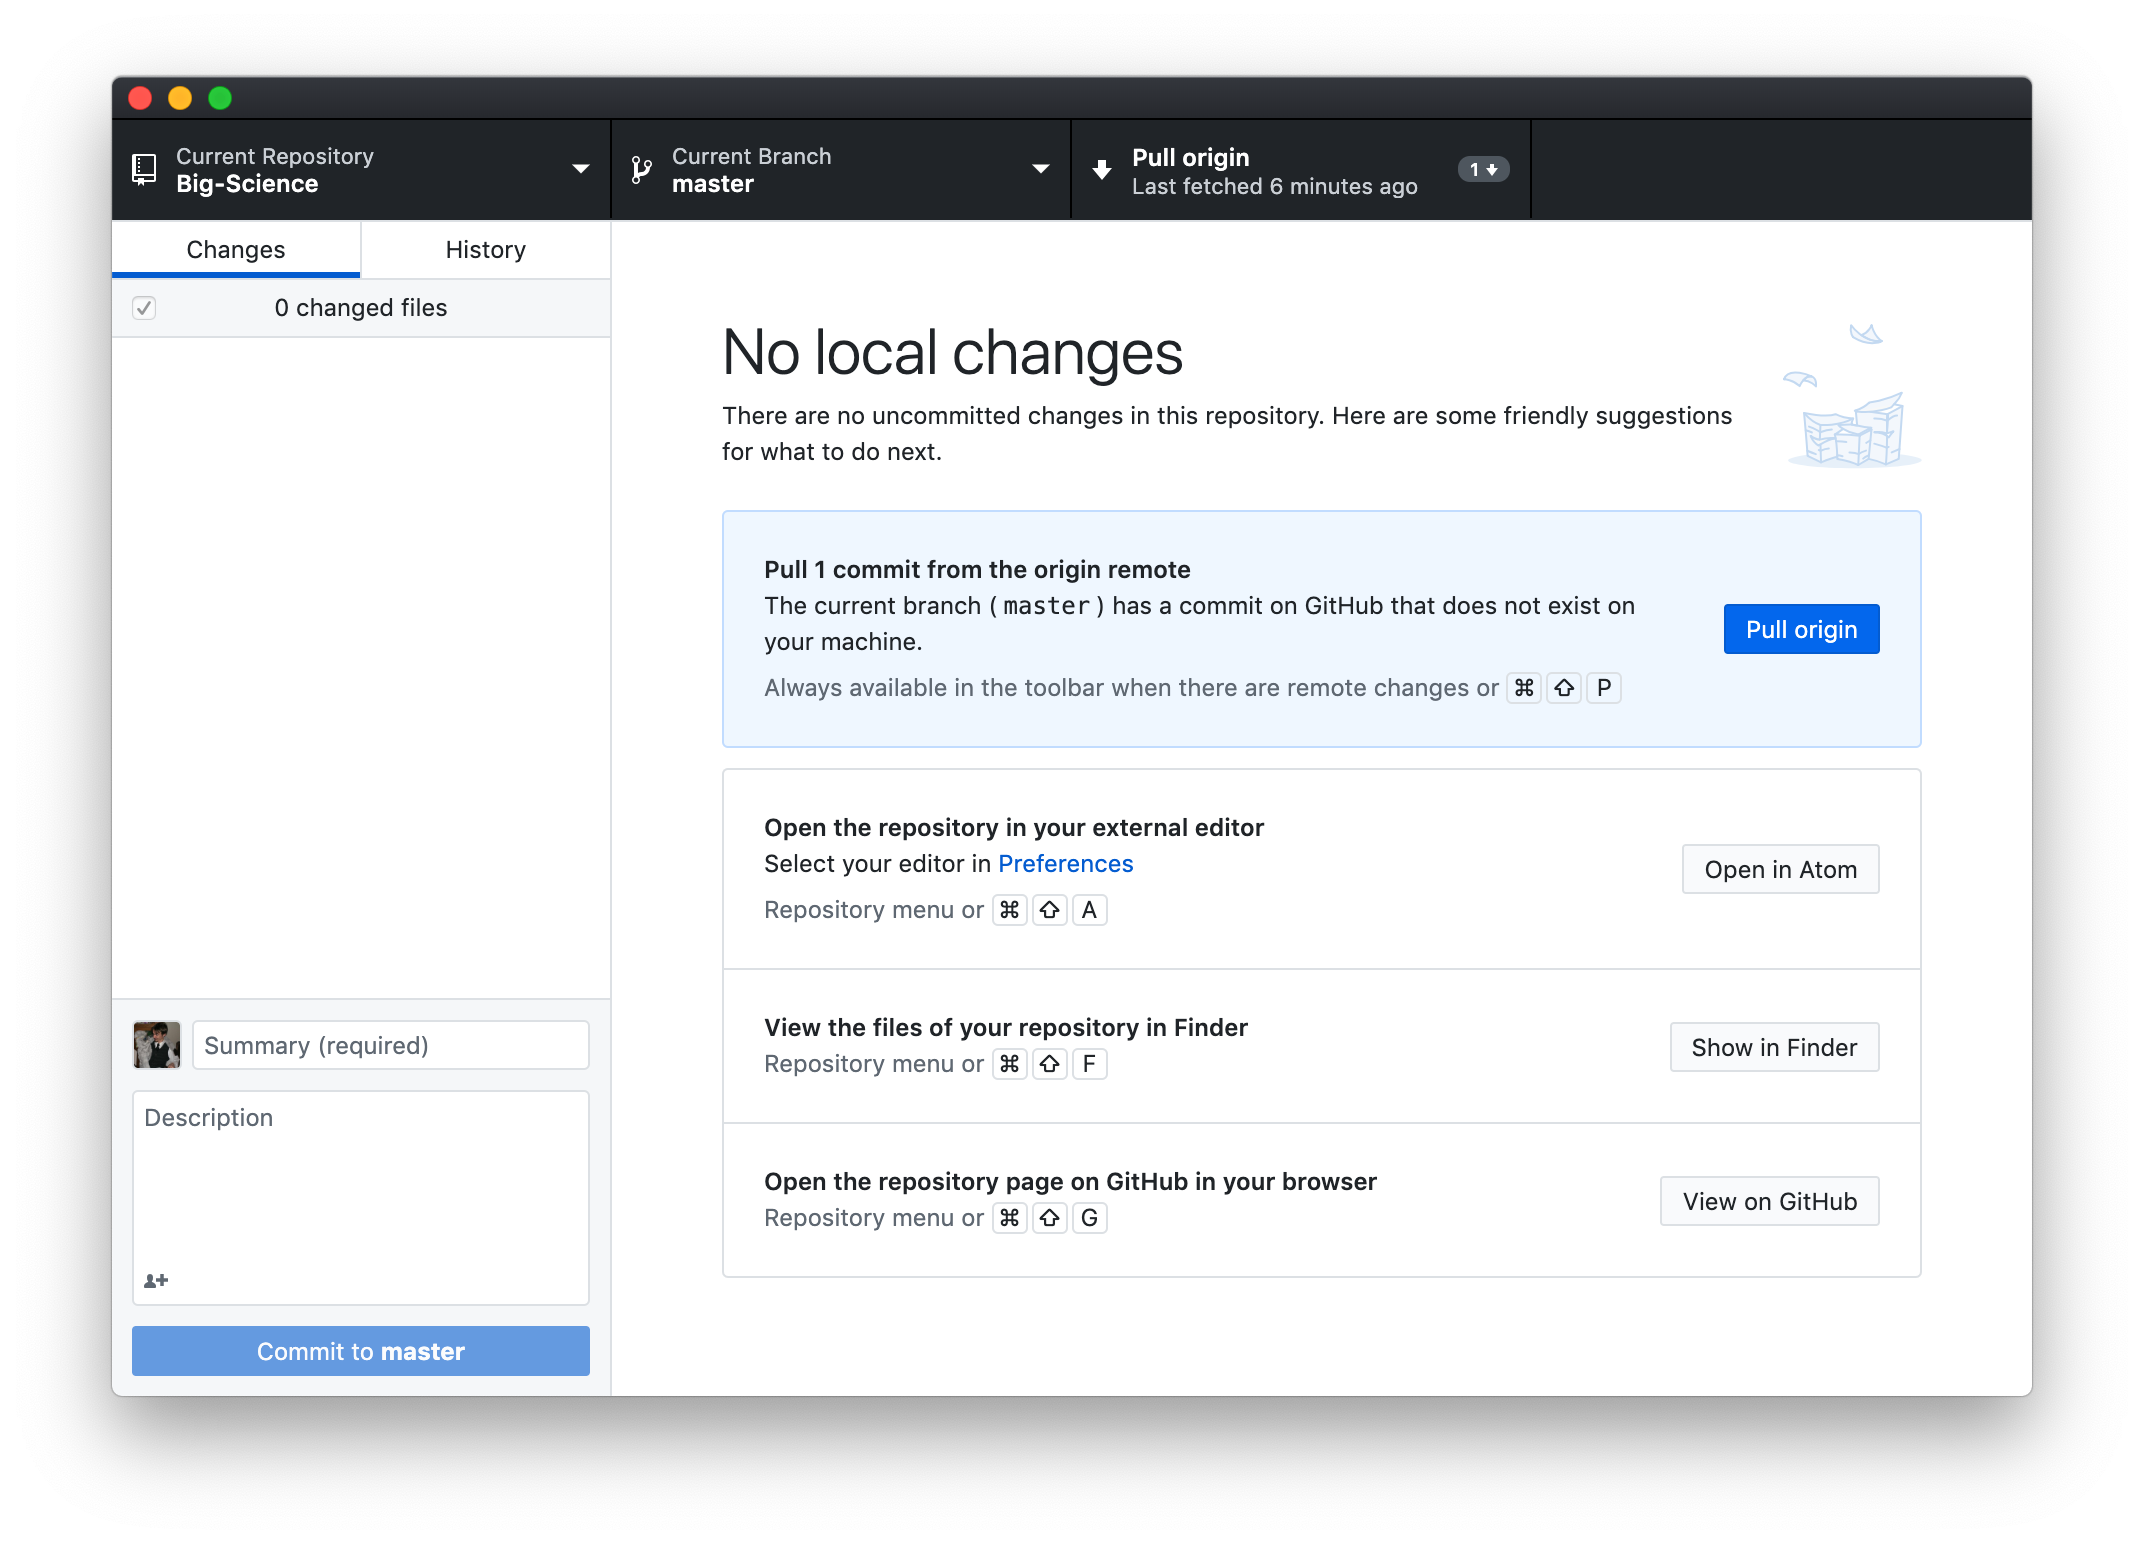 Current Repository
Big-Science
Current Branch
master
Pull origin
Last fetched 6 minutes ago
1
Changes
History
0 changed files
No local changes
There are no uncommitted changes in this repository. Here are some friendly suggestions
for what to do next.
Pull 1 commit from the origin remote
The current branch (master) has a commit on GitHub that does not exist on
your machine.
Always available in the toolbar when there are remote changes or ⌘ ⇧ P
Pull origin
Open the repository in your external editor
Select your editor in Preferences
Repository menu or ⌘ ⇧ A
Open in Atom
View the files of your repository in Finder
Repository menu or ⌘ ⇧ F
Show in Finder
Open the repository page on GitHub in your browser
Repository menu or ⌘ ⇧ G
View on GitHub
Summary (required)
Description
Commit to master